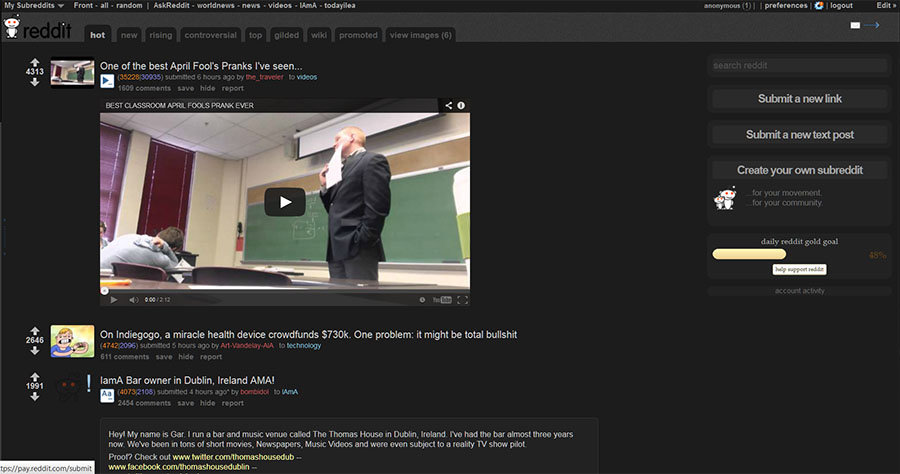 My Subreddits ▼ Front - all - random | AskReddit - worldnews - news - videos - IAmA - todayilea
anonymous (1) | | preferences | logout Edit »
reddit hot new rising controversial top gilded wiki promoted view images (6)
search reddit
Submit a new link
Submit a new text post
Create your own subreddit
...for your movement.
...for your community.
daily reddit gold goal
48%
help support reddit
account activity
4313
One of the best April Fool's Pranks I've seen...
(35228|30935) submitted 6 hours ago by the_traveler to videos
1609 comments save hide report
BEST CLASSROOM APRIL FOOLS PRANK EVER
0:00 / 2:12 YouTube
2646
On Indiegogo, a miracle health device crowdfunds $730k. One problem: it might be total bullshit
(4742|2096) submitted 5 hours ago by Art-Vandelay-AiA to technology
611 comments save hide report
1991
IamA Bar owner in Dublin, Ireland AMA!
Aa (4073|2108) submitted 4 hours ago* by bombidol to IAmA
2454 comments save hide report
Hey! My name is Gar. I run a bar and music venue called The Thomas House in Dublin, Ireland. I've had the bar almost three years
now. We've been in tons of short movies, Newspapers, Music Videos and were even subject to a reality TV show pilot.
Proof? Check out www.twitter.com/thomashousedub --
www.facebook.com/thomashousedublin --
tps://pay.reddit.com/submit